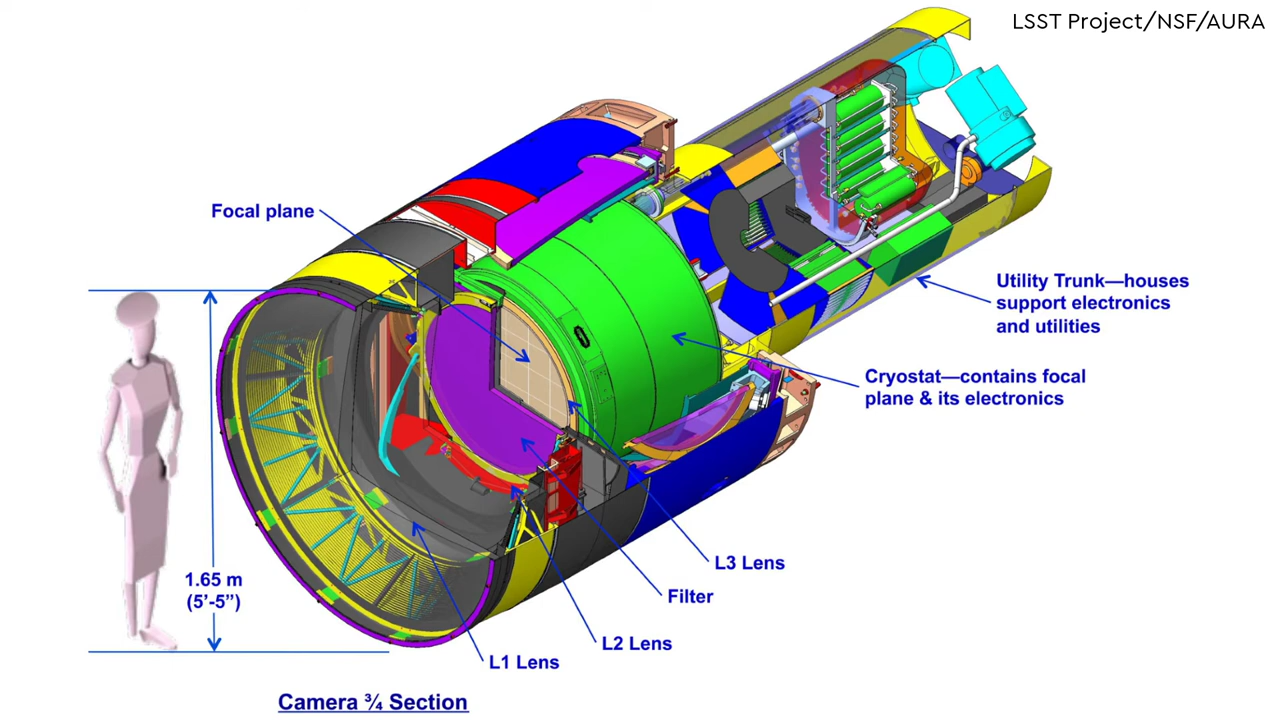 LSST Project/NSF/AURA
Focal plane
Utility Trunk—houses
support electronics
and utilities
Cryostat—contains focal
plane & its electronics
1.65 m
(5’-5”)
L3 Lens
Filter
L2 Lens
L1 Lens
Camera ¾ Section